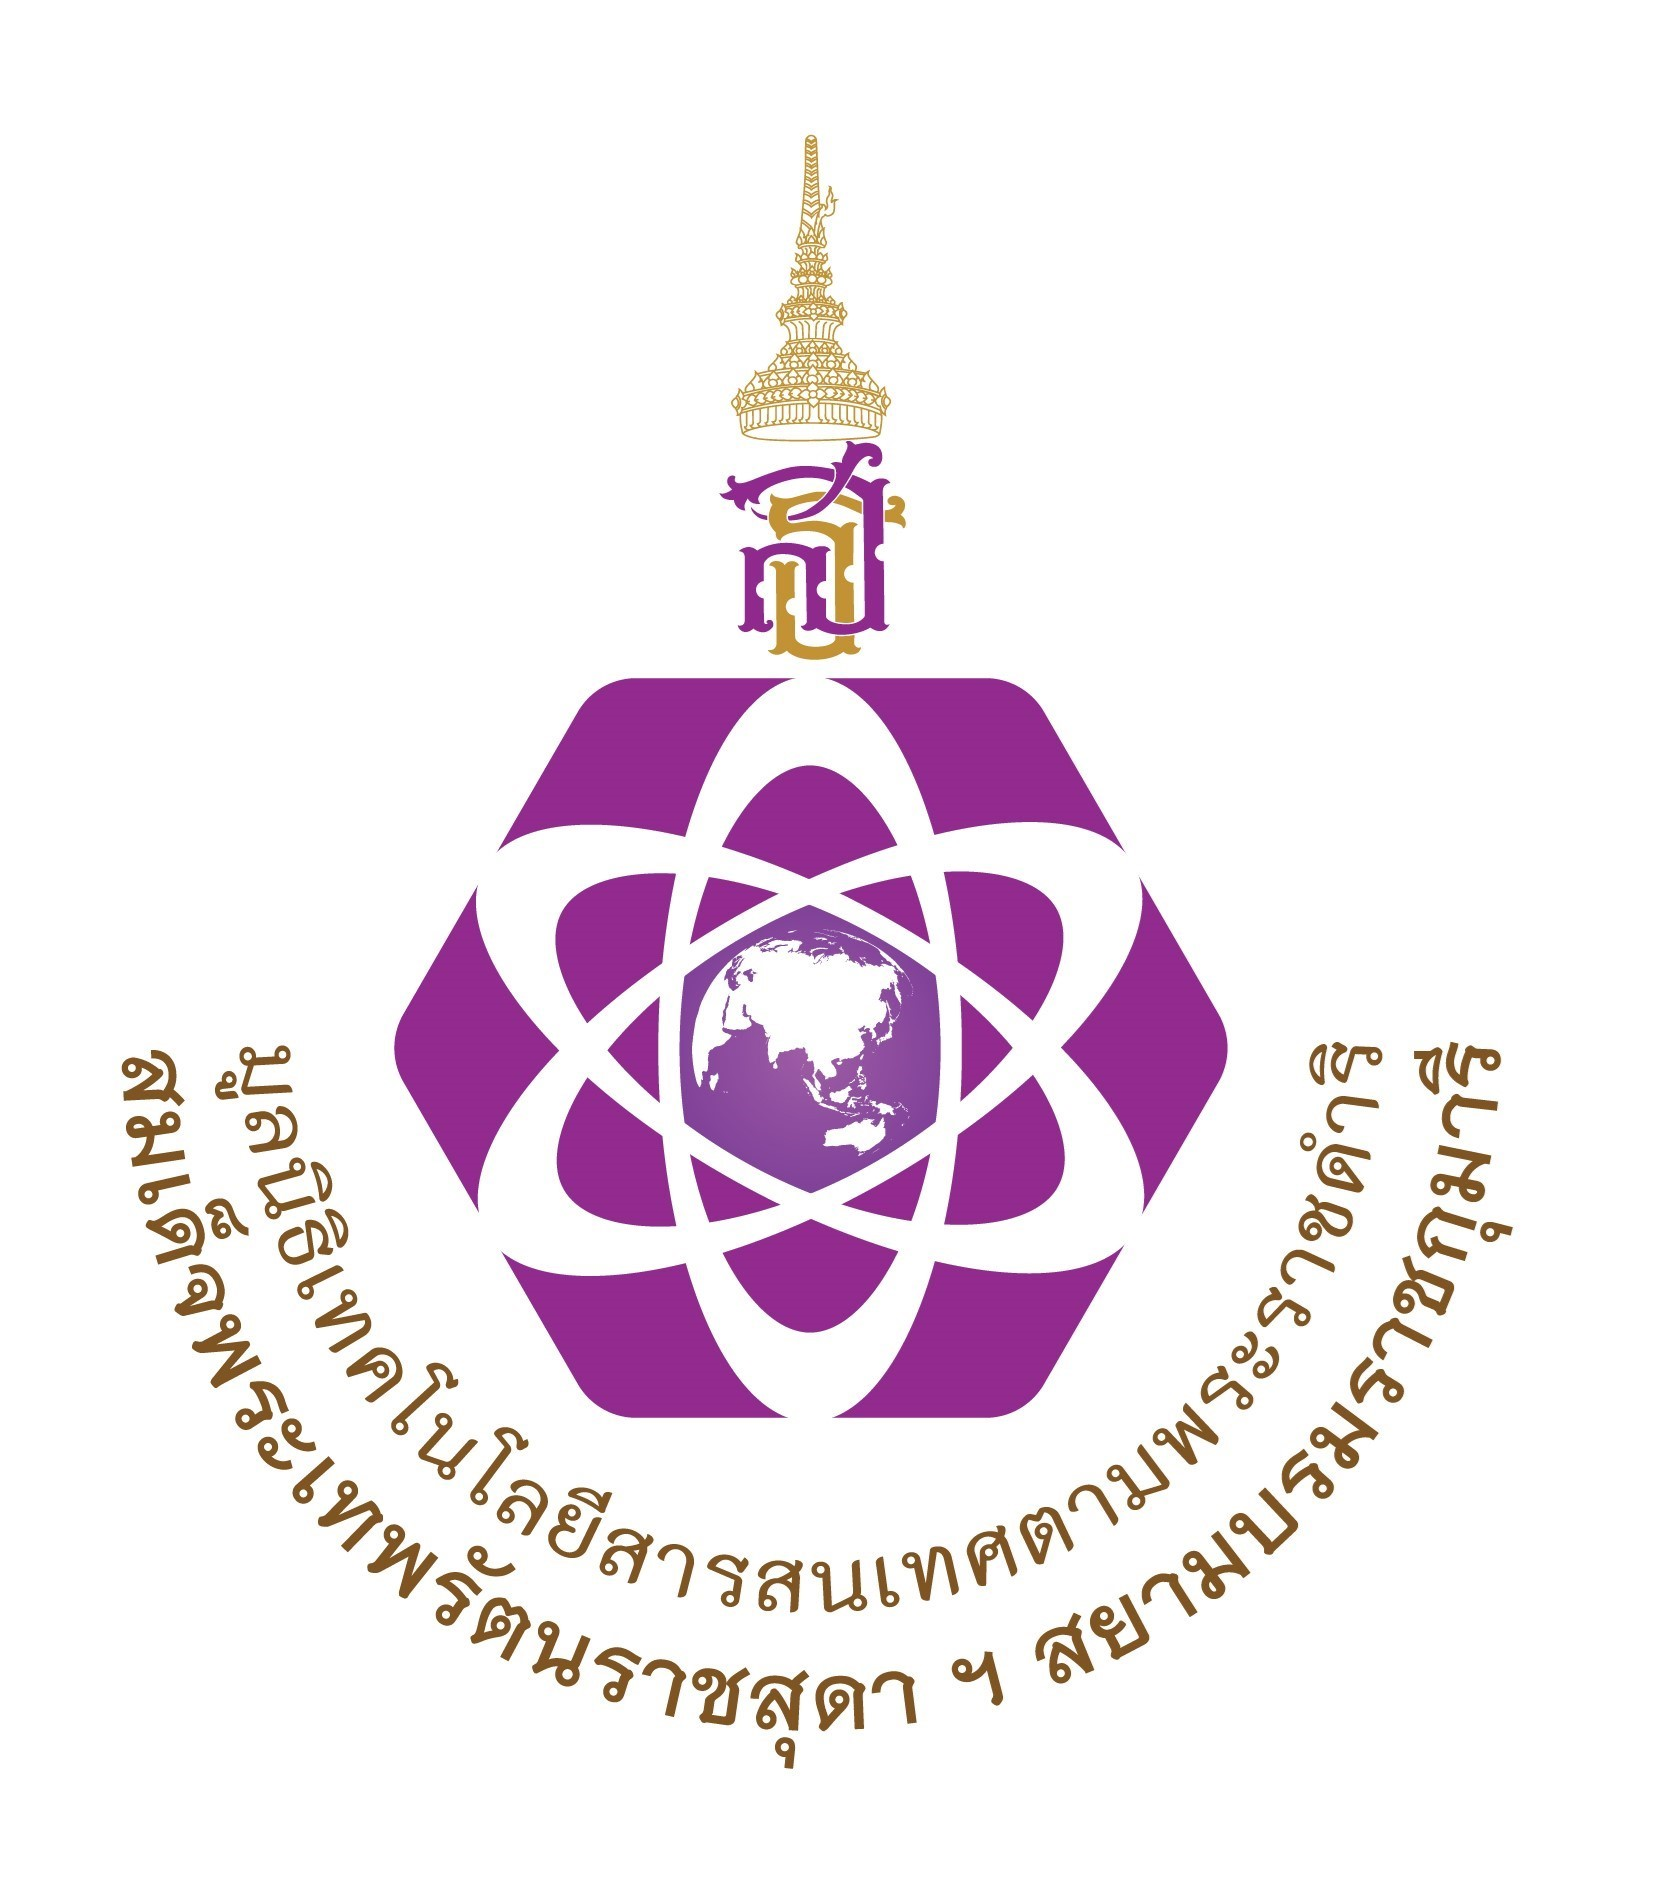 สธ
มูลนิธิเทคโนโลยีสารสนเทศตามพระราชดำริ
สมเด็จพระเทพรัตนราชสุดา ฯ สยามบรมราชกุมารี